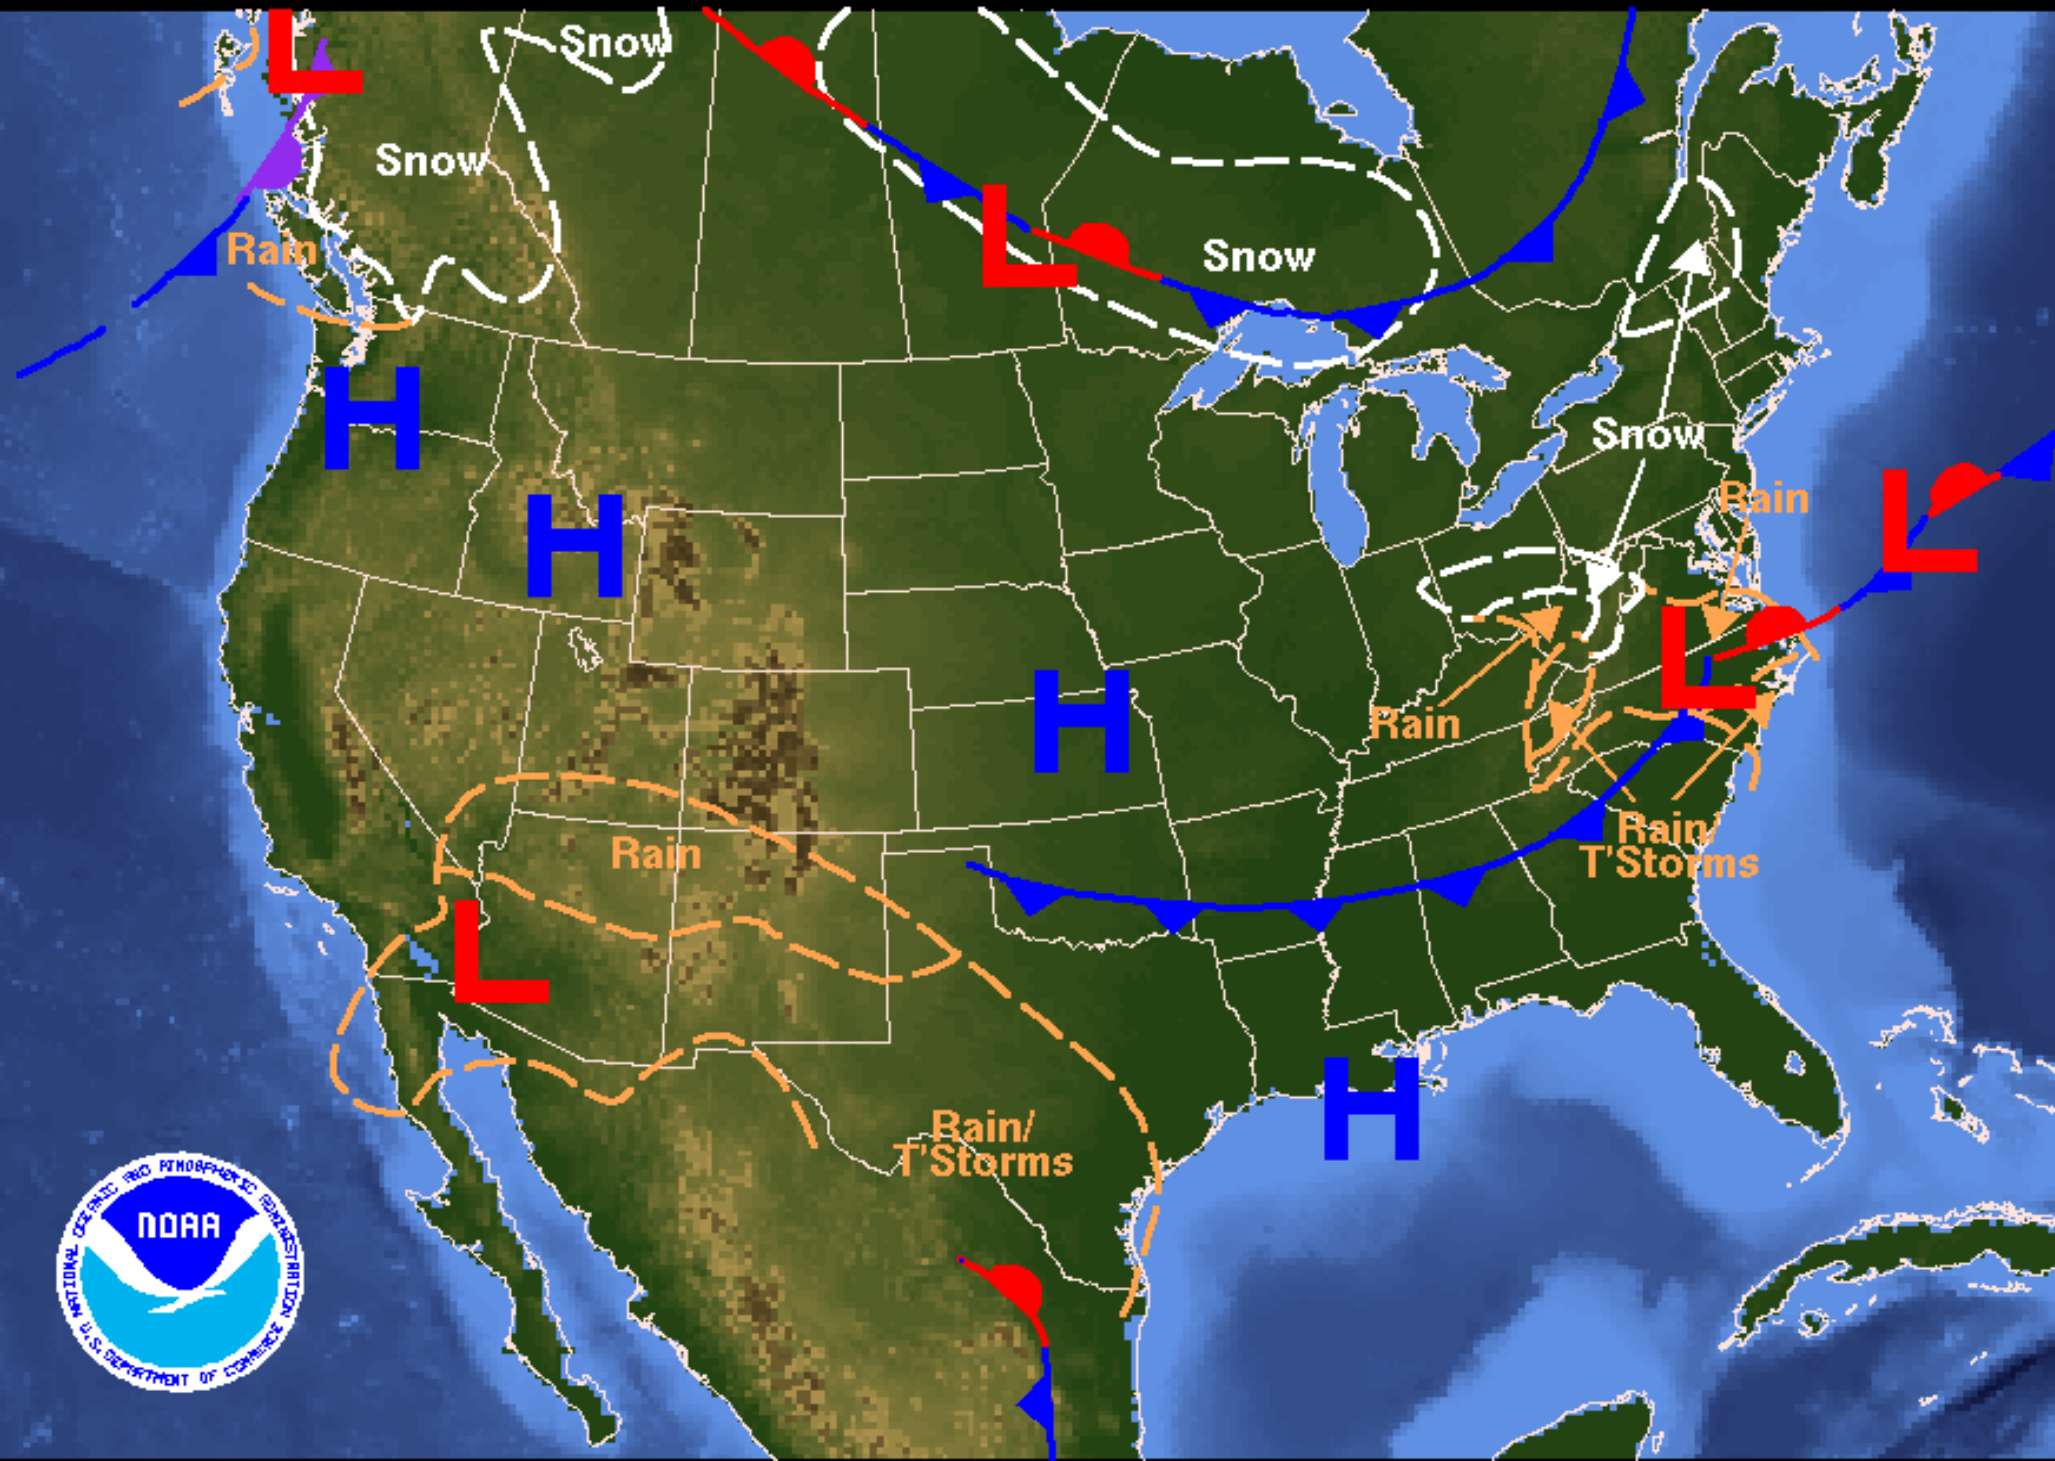 L
Snow
Snow
L
Snow
Rain
H
Snow
L
Rain
H
L
H
Rain
Rain/
T'Storms
Rain
L
H
Rain/
T'Storms
NATIONAL OCEANIC AND ATMOSPHERIC ADMINISTRATION
NOAA
U.S. DEPARTMENT OF COMMERCE